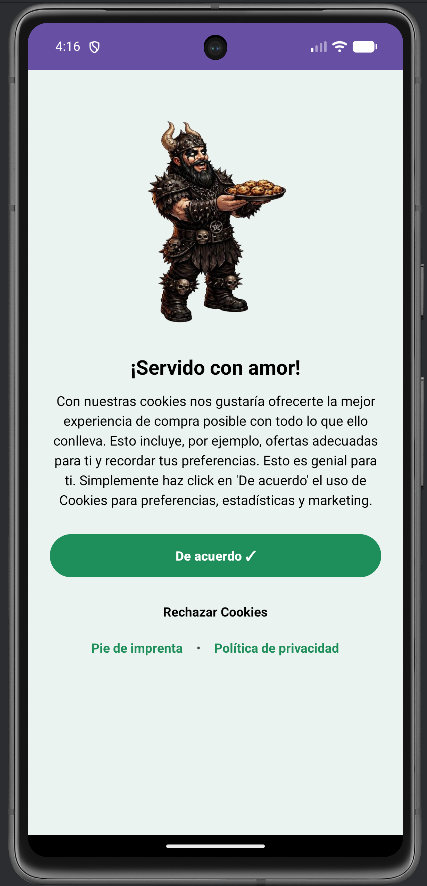 4:16
¡Servido con amor!
Con nuestras cookies nos gustaría ofrecerte la mejor
experiencia de compra posible con todo lo que ello
conlleva. Esto incluye, por ejemplo, ofertas adecuadas
para ti y recordar tus preferencias. Esto es genial para
ti. Simplemente haz click en 'De acuerdo' el uso de
Cookies para preferencias, estadísticas y marketing.
De acuerdo ✓
Rechazar Cookies
Pie de imprenta • Política de privacidad